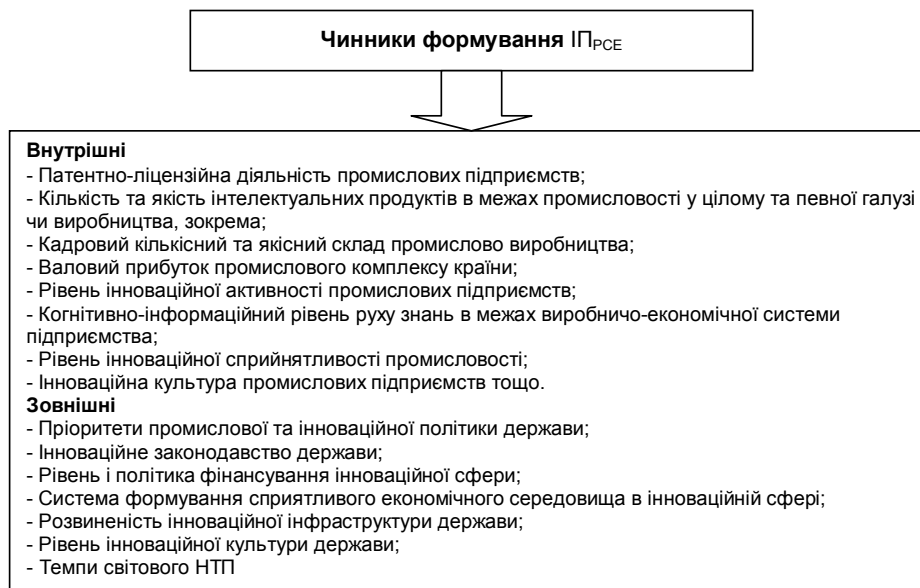 Чинники формування ІП_РСЕ
Внутрішні
- Патентно-ліцензійна діяльність промислових підприємств;
- Кількість та якість інтелектуальних продуктів в межах промисловості у цілому та певної галузі
чи виробництва, зокрема;
- Кадровий кількісний та якісний склад промислово виробництва;
- Валовий прибуток промислового комплексу країни;
- Рівень інноваційної активності промислових підприємств;
- Когнітивно-інформаційний рівень руху знань в межах виробничо-економічної системи
підприємства;
- Рівень інноваційної сприйнятливості промисловості;
- Інноваційна культура промислових підприємств тощо.
Зовнішні
- Пріоритети промислової та інноваційної політики держави;
- Інноваційне законодавство держави;
- Рівень і політика фінансування інноваційної сфери;
- Система формування сприятливого економічного середовища в інноваційній сфері;
- Розвиненість інноваційної інфраструктури держави;
- Рівень інноваційної культури держави;
- Темпи світового НТП